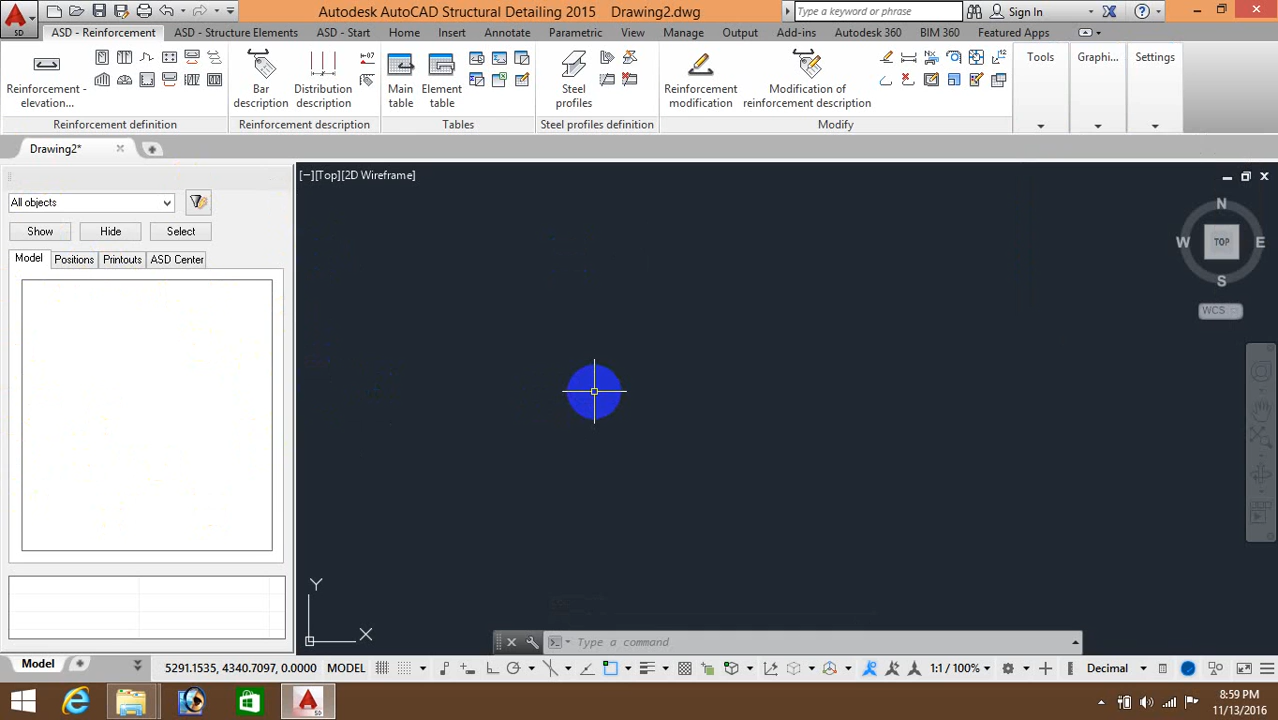 Autodesk AutoCAD Structural Detailing 2015 Drawing2.dwg
Type a keyword or phrase
Sign In
SD
ASD - Reinforcement
ASD - Structure Elements
ASD - Start
Home
Insert
Annotate
Parametric
View
Manage
Output
Add-ins
Autodesk 360
BIM 360
Featured Apps
Reinforcement - elevation...
Bar description
Distribution description
Main table
Element table
Steel profiles
Reinforcement modification
Modification of reinforcement description
Tools
Graphi...
Settings
Reinforcement definition
Reinforcement description
Tables
Steel profiles definition
Modify
Drawing2*
[−][Top][2D Wireframe]
All objects
Show
Hide
Select
Model
Positions
Printouts
ASD Center
N
W
TOP
E
S
WCS
Y
X
Type a command
Model
5291.1535, 4340.7097, 0.0000
MODEL
1:1 / 100%
Decimal
8:59 PM
11/13/2016